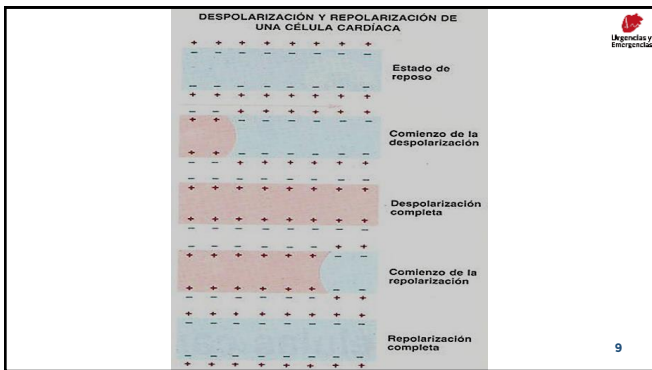 DESPOLARIZACIÓN Y REPOLARIZACIÓN DE
UNA CÉLULA CARDÍACA
Urgencias y
Emergencias
+ + + + + + + +
− − − − − − − −
Estado de
reposo
− − − − − − − −
+ + + + + + + +
− − + + + + + +
+ + − − − − − −
Comienzo de la
despolarización
+ + − − − − − −
− − + + + + + +
− − − − − − − −
+ + + + + + + +
Despolarización
completa
+ + + + + + + +
− − − − − − − −
− − − − − − + +
+ + + + + + − −
Comienzo de la
repolarización
+ + + + + + − −
− − − − − − + +
+ + + + + + + +
− − − − − − − −
Repolarización
completa
− − − − − − − −
+ + + + + + + +
9